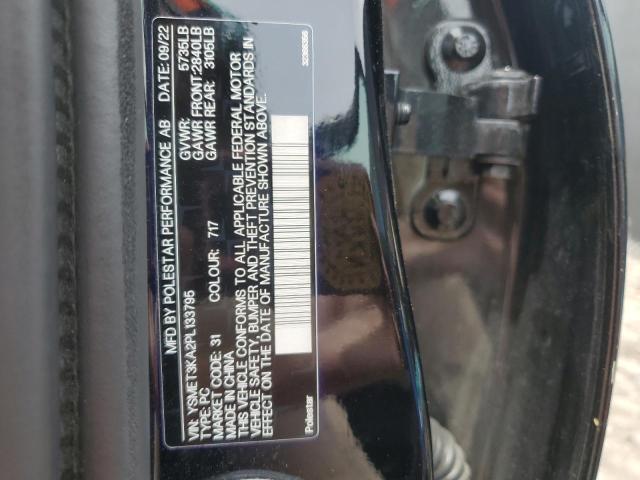 MFD BY POLESTAR PERFORMANCE AB DATE: 09/22
GVWR: 5735LB
GAWR FRONT: 2840LB
GAWR REAR: 3105LB
VIN: YSMET3KA2PL133795
TYPE: PC
MARKET CODE: 31 COLOUR: 717
MADE IN CHINA
THIS VEHICLE CONFORMS TO ALL APPLICABLE FEDERAL MOTOR
VEHICLE SAFETY, BUMPER AND THEFT PREVENTION STANDARDS IN
EFFECT ON THE DATE OF MANUFACTURE SHOWN ABOVE.
Polestar